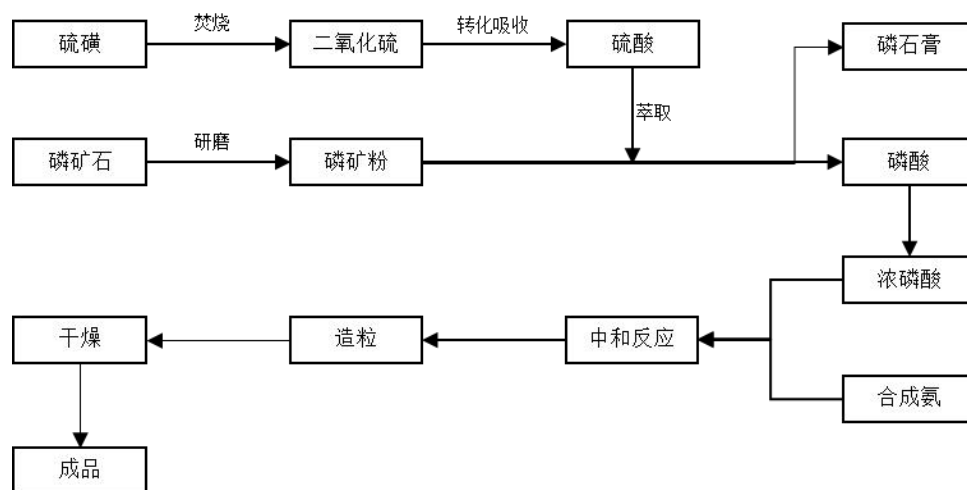 硫磺
焚烧
二氧化硫
转化吸收
硫酸
磷石膏
萃取
磷矿石
研磨
磷矿粉
磷酸
浓磷酸
干燥
造粒
中和反应
合成氨
成品